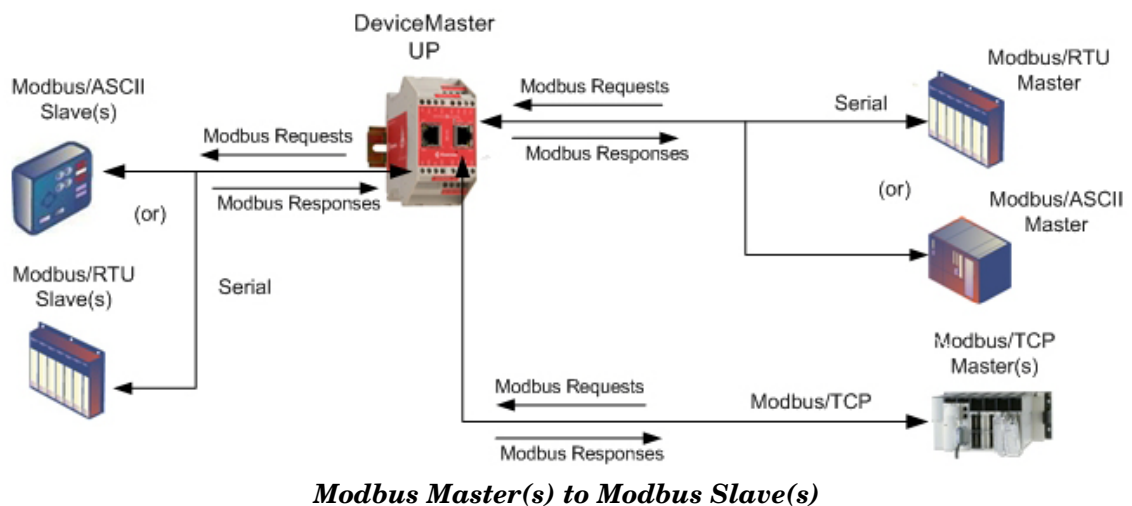 DeviceMaster
UP
Modbus/ASCII
Slave(s)
Modbus Requests
Modbus Responses
(or)
Modbus/RTU
Slave(s)
Serial
Modbus Requests
Modbus Responses
Serial
Modbus/RTU
Master
(or)
Modbus/ASCII
Master
Modbus/TCP
Master(s)
Modbus Requests
Modbus/TCP
Modbus Responses
Modbus Master(s) to Modbus Slave(s)